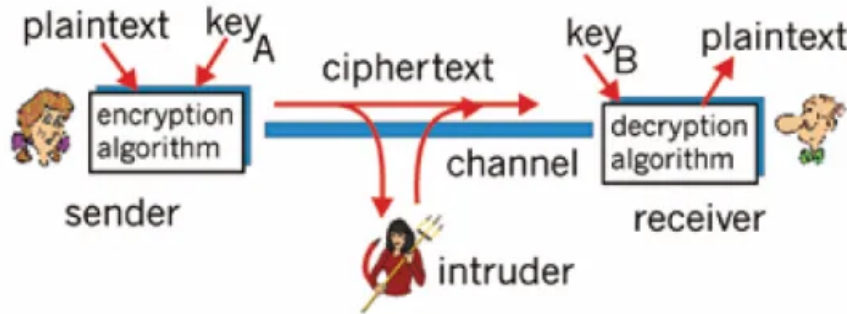 plaintext
key
A
ciphertext
key
B
plaintext
encryption
algorithm
decryption
algorithm
channel
sender
receiver
intruder